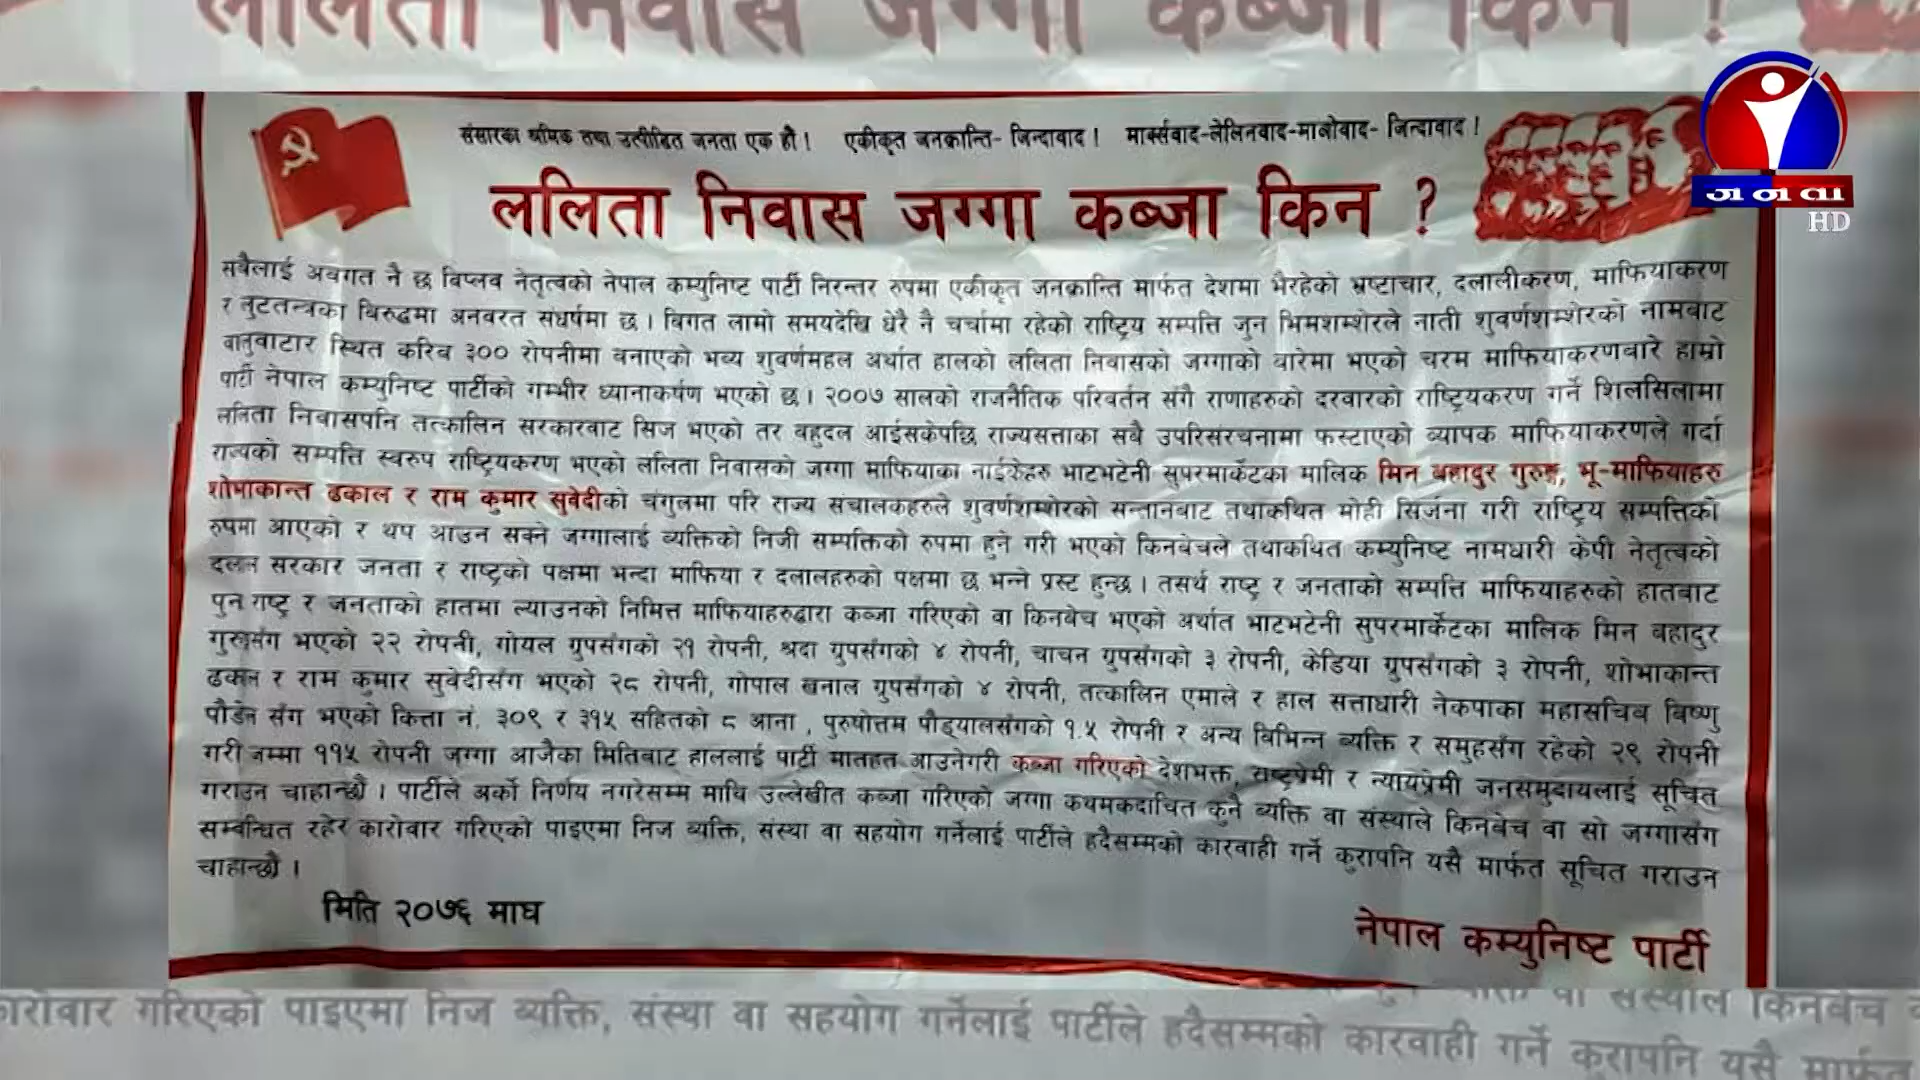 ललिता निवास जग्गा कब्जा किन ?
जनता
HD
संसारका श्रमिक तथा उत्पीडित जनता एक हौं ! एकीकृत जनक्रान्ति- जिन्दावाद ! मार्क्सवाद-लेलिनवाद-माओवाद- जिन्दावाद !
ललिता निवास जग्गा कब्जा किन ?
सबैलाई अवगत नै छ विप्लव नेतृत्वको नेपाल कम्युनिष्ट पार्टी निरन्तर रुपमा एकीकृत जनक्रान्ति मार्फत देशमा भैरहेको भ्रष्टाचार, दलालीकरण, माफियाकरण
र लुटतन्त्रका बिरुद्धमा अनवरत संघर्षमा छ । बिगत लामो समयदेखि धेरै नै चर्चामा रहेको राष्ट्रिय सम्पत्ति जुन भिमशम्शेरले नाती शुवर्णशम्शेरको नामबाट
बालुवाटार स्थित करिव ३०० रोपनीमा वनाएको भव्य शुवर्णमहल अर्थात हालको ललिता निवासको जग्गाको वारेमा भएको चरम माफियाकरणबारे हाम्रो
पार्टी नेपाल कम्युनिष्ट पार्टीको गम्भीर ध्यानाकर्षण भएको छ । २००७ सालको राजनैतिक परिवर्तन संगै राणाहरुको दरवारको राष्ट्रियकरण गर्ने शिलसिलामा
ललिता निवासपनि तत्कालिन सरकारवाट सिज भएको तर बहुदल आईसकेपछि राज्यसत्ताका सबै उपरिसंरचनामा फस्टाएको व्यापक माफियाकरणले गर्दा
राज्यको सम्पत्ति स्वरुप राष्ट्रियकरण भएको ललिता निवासको जग्गा माफियाका नाईकेहरु भाटभटेनी सुपरमार्केटका मालिक मिन बहादुर गुरुङ्ग, भू-माफियाहरु
शोभाकान्त ढकाल र राम कुमार सुवेदीको चंगुलमा परि राज्य संचालकहरुले शुवर्णशम्शेरको सन्तानबाट तथाकथित मोही सिर्जना गरी राष्ट्रिय सम्पत्तिको
रुपमा आएको र थप आउन सक्ने जग्गालाई व्यक्तिको निजी सम्पत्तिको रुपमा हुने गरी भएको किनबेचले तथाकथित कम्युनिष्ट नामधारी केपी नेतृत्वको
दलाल सरकार जनता र राष्ट्रको पक्षमा भन्दा माफिया र दलालहरुको पक्षमा छ भन्ने प्रस्ट हुन्छ । तसर्थ राष्ट्र र जनताको सम्पत्ति माफियाहरुको हातबाट
पुन राष्ट्र र जनताको हातमा ल्याउनको निमित्त माफियाहरुद्वारा कब्जा गरिएको वा किनबेच भएको अर्थात भाटभटेनी सुपरमार्केटका मालिक मिन बहादुर
गुरुङसंग भएको २२ रोपनी, गोयल ग्रुपसंगको २१ रोपनी, श्रदा ग्रुपसंगको ४ रोपनी, चाचन ग्रुपसंगको ३ रोपनी, केडिया ग्रुपसंगको ३ रोपनी, शोभाकान्त
ढकाल र राम कुमार सुवेदीसंग भएको २८ रोपनी, गोपाल खनाल ग्रुपसंगको ४ रोपनी, तत्कालिन एमाले र हाल सत्ताधारी नेकपाका महासचिब बिष्णु
पौडेल संग भएको कित्ता नं. ३०९ र ३१५ सहितको ८ आना , पुरुषोत्तम पौड्यालसंगको १.५ रोपनी र अन्य विभिन्न व्यक्ति र समुहसंग रहेको २९ रोपनी
गरी जम्मा ११५ रोपनी जग्गा आजैका मितिबाट हाललाई पार्टी मातहत आउनेगरी कब्जा गरिएको देशभक्त, राष्ट्रप्रेमी र न्यायप्रेमी जनसमुदायलाई सूचित
गराउन चाहान्छौं । पार्टीले अर्को निर्णय नगरेसम्म माथि उल्लेखीत कब्जा गरिएको जग्गा कथमकदाचित कुनै व्यक्ति वा संस्थाले किनबेच वा सो जग्गासंग
सम्बन्धित रहेर कारोवार गरिएको पाइएमा निज व्यक्ति, संस्था वा सहयोग गर्नेलाई पार्टीले हदैसम्मको कारवाही गर्ने कुरापनि यसै मार्फत सूचित गराउन
चाहान्छौं ।
मिति २०७६ माघ
नेपाल कम्युनिष्ट पार्टी
वा संस्थाले किनबेच
कारोवार गरिएको पाइएमा निज व्यक्ति, संस्था वा सहयोग गर्नेलाई पार्टीले हदैसम्मको कारवाही गर्ने कुरापनि यसै मार्फत